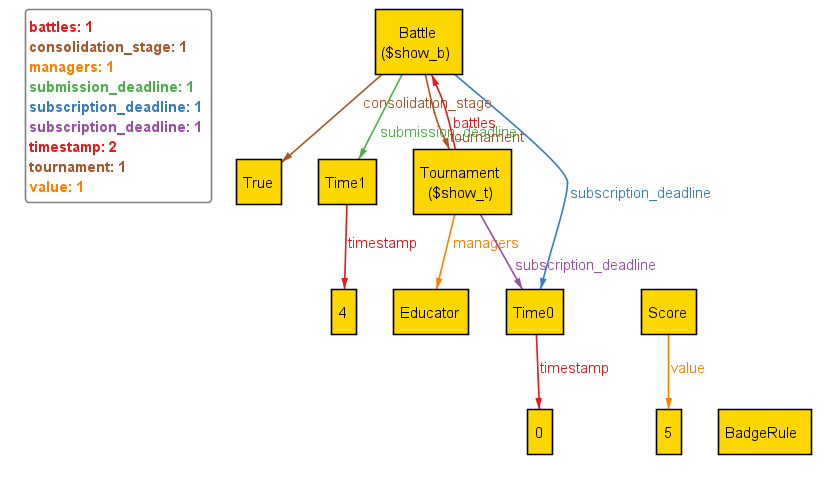 battles: 1
consolidation_stage: 1
managers: 1
submission_deadline: 1
subscription_deadline: 1
subscription_deadline: 1
timestamp: 2
tournament: 1
value: 1
Battle
($show_b)
consolidation_stage
battles
submission_deadline
tournament
True
Time1
Tournament
($show_t)
subscription_deadline
timestamp
managers
subscription_deadline
4
Educator
Time0
Score
timestamp
value
0
5
BadgeRule